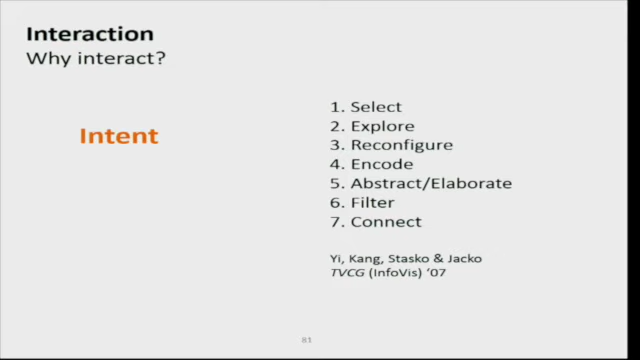 Interaction
Why interact?
Intent
1. Select
2. Explore
3. Reconfigure
4. Encode
5. Abstract/Elaborate
6. Filter
7. Connect
Yi, Kang, Stasko & Jacko
TVCG (InfoVis) ‘07
81